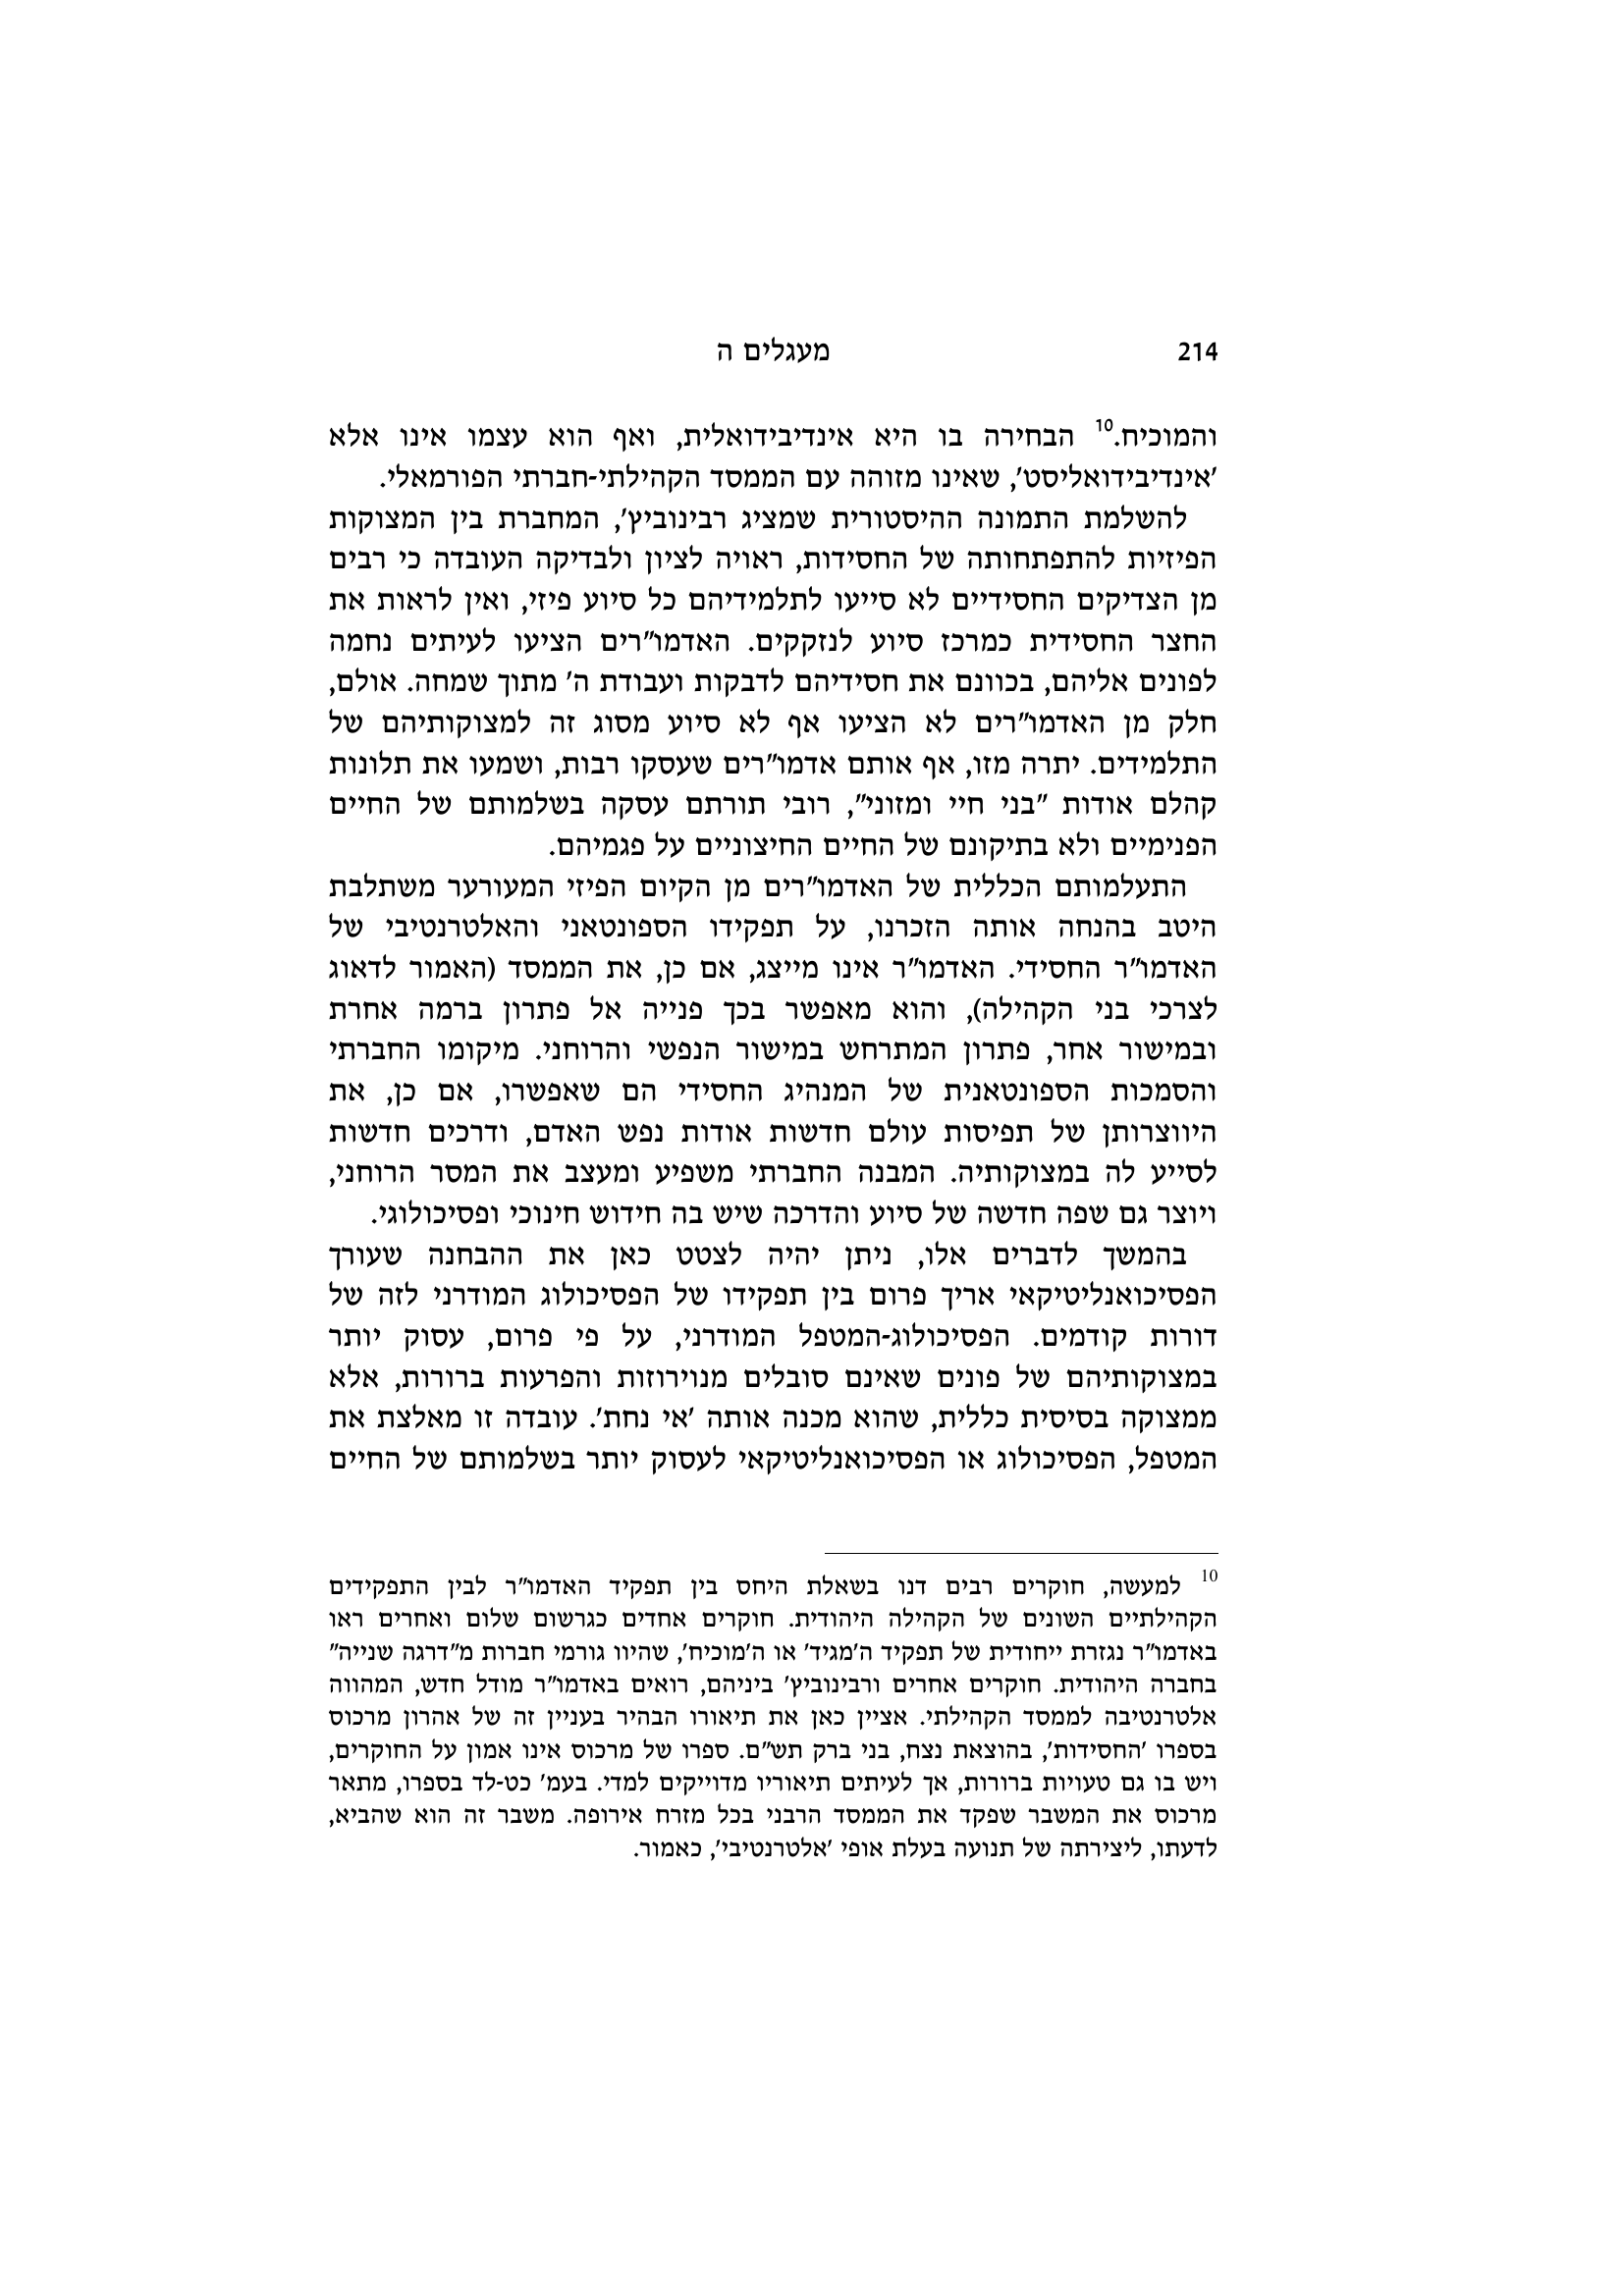 214 מעגלים ה
והמוכיח.10 הבחירה בו היא אינדיבידואלית, ואף הוא עצמו אינו אלא
'אינדיבידואליסט', שאינו מזוהה עם הממסד הקהילתי-חברתי הפורמאלי.
להשלמת התמונה ההיסטורית שמציג רבינוביץ', המחברת בין המצוקות
הפיזיות להתפתחותה של החסידות, ראויה לציון ולבדיקה העובדה כי רבים
מן הצדיקים החסידיים לא סייעו לתלמידיהם כל סיוע פיזי, ואין לראות את
החצר החסידית כמרכז סיוע לנזקקים. האדמו"רים הציעו לעיתים נחמה
לפונים אליהם, בכוונם את חסידיהם לדבקות ועבודת ה' מתוך שמחה. אולם,
חלק מן האדמו"רים לא הציעו אף לא סיוע מסוג זה למצוקותיהם של
התלמידים. יתרה מזו, אף אותם אדמו"רים שעסקו רבות, ושמעו את תלונות
קהלם אודות "בני חיי ומזוני", רובי תורתם עסקה בשלמותם של החיים
הפנימיים ולא בתיקונם של החיים החיצוניים על פגמיהם.
התעלמותם הכללית של האדמו"רים מן הקיום הפיזי המעורער משתלבת
היטב בהנחה אותה הזכרנו, על תפקידו הספונטאני והאלטרנטיבי של
האדמו"ר החסידי. האדמו"ר אינו מייצג, אם כן, את הממסד (האמור לדאוג
לצרכי בני הקהילה), והוא מאפשר בכך פנייה אל פתרון ברמה אחרת
ובמישור אחר, פתרון המתרחש במישור הנפשי והרוחני. מיקומו החברתי
והסמכות הספונטאנית של המנהיג החסידי הם שאפשרו, אם כן, את
היווצרותן של תפיסות עולם חדשות אודות נפש האדם, ודרכים חדשות
לסייע לה במצוקותיה. המבנה החברתי משפיע ומעצב את המסר הרוחני,
ויוצר גם שפה חדשה של סיוע והדרכה שיש בה חידוש חינוכי ופסיכולוגי.
בהמשך לדברים אלו, ניתן יהיה לצטט כאן את ההבחנה שעורך
הפסיכואנליטיקאי אריך פרום בין תפקידו של הפסיכולוג המודרני לזה של
דורות קודמים. הפסיכולוג-המטפל המודרני, על פי פרום, עסוק יותר
במצוקותיהם של פונים שאינם סובלים מנוירוזות והפרעות ברורות, אלא
ממצוקה בסיסית כללית, שהוא מכנה אותה 'אי נחת'. עובדה זו מאלצת את
המטפל, הפסיכולוג או הפסיכואנליטיקאי לעסוק יותר בשלמותם של החיים
10 למעשה, חוקרים רבים דנו בשאלת היחס בין תפקיד האדמו"ר לבין התפקידים
הקהילתיים השונים של הקהילה היהודית. חוקרים אחדים כגרשום שלום ואחרים ראו
באדמו"ר נגזרת ייחודית של תפקיד ה'מגיד' או ה'מוכיח', שהיוו גורמי חברות מ"דרגה שנייה"
בחברה היהודית. חוקרים אחרים ורבינוביץ' ביניהם, רואים באדמו"ר מודל חדש, המהווה
אלטרנטיבה לממסד הקהילתי. אציין כאן את תיאורו הבהיר בעניין זה של אהרון מרכוס
בספרו 'החסידות', בהוצאת נצח, בני ברק תש"ם. ספרו של מרכוס אינו אמון על החוקרים,
ויש בו גם טעויות ברורות, אך לעיתים תיאוריו מדוייקים למדי. בעמ' כט-לד בספרו, מתאר
מרכוס את המשבר שפקד את הממסד הרבני בכל מזרח אירופה. משבר זה הוא שהביא,
לדעתו, ליצירתה של תנועה בעלת אופי 'אלטרנטיבי', כאמור.